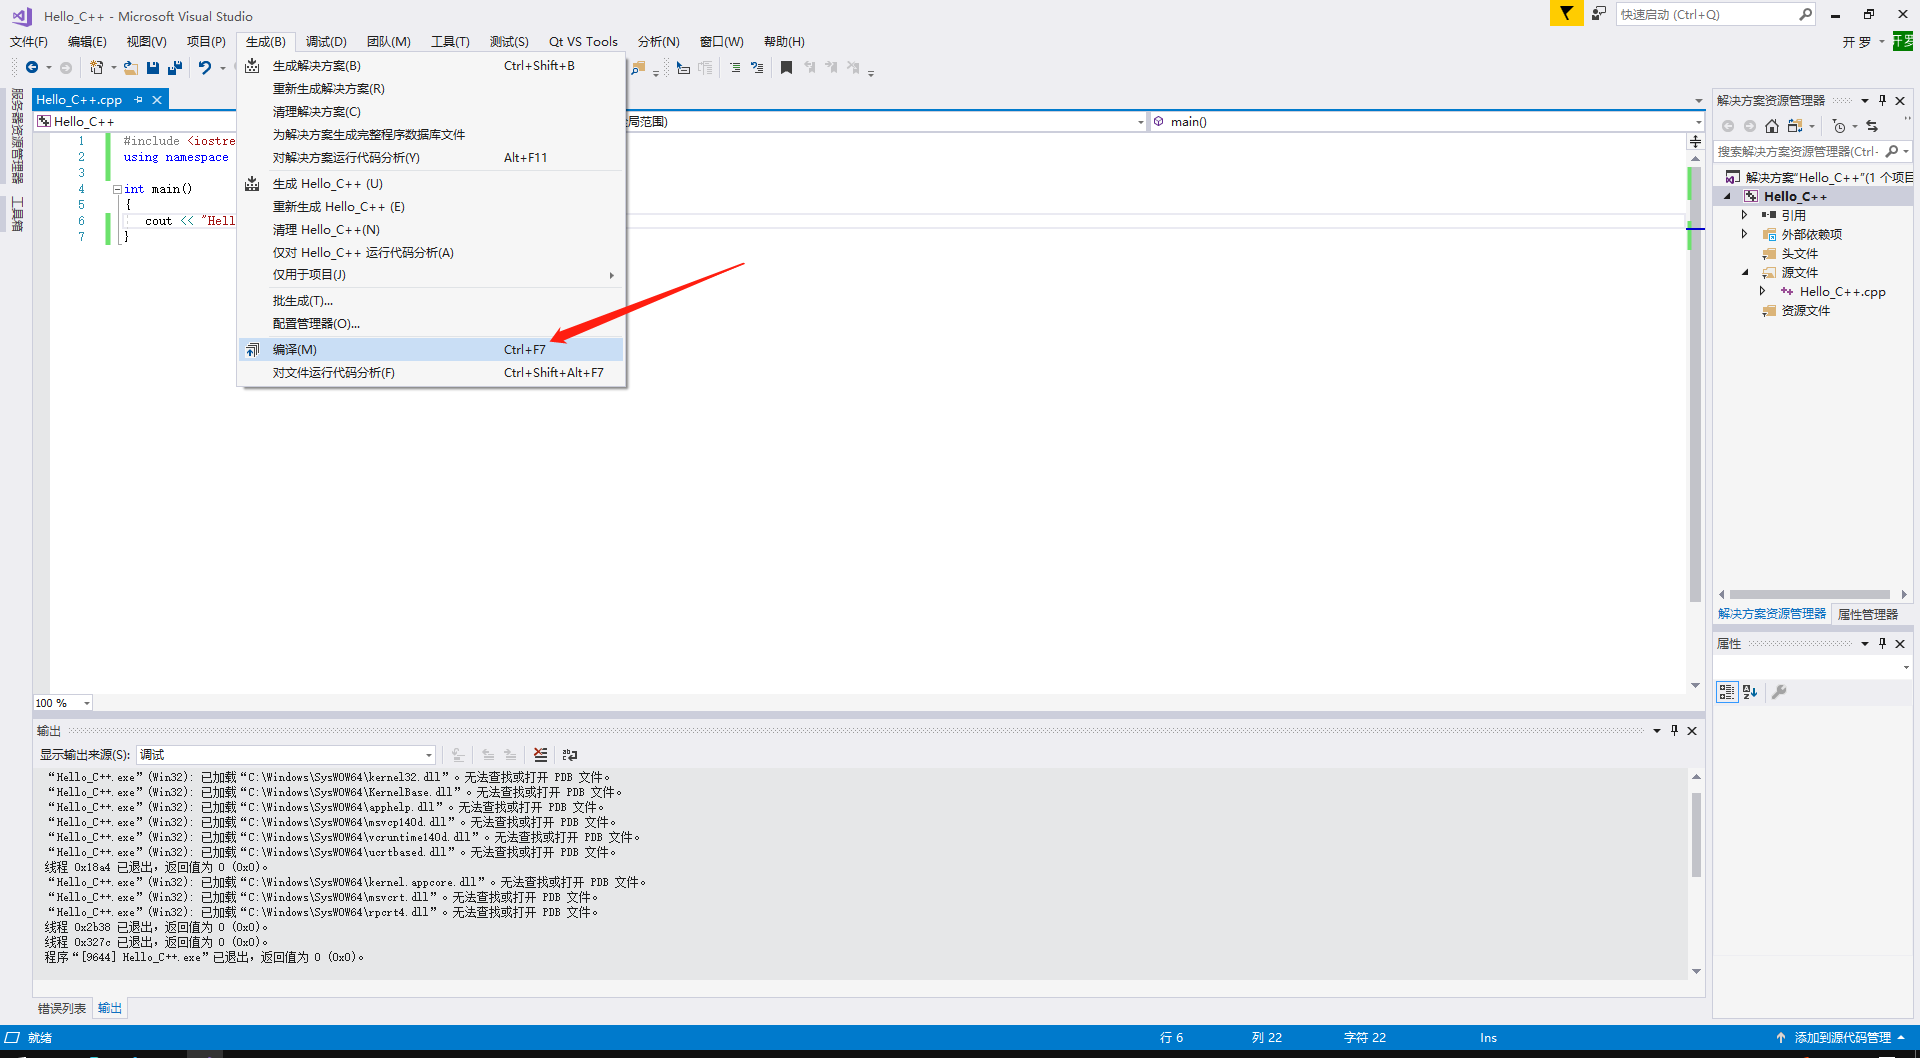 Hello_C++ - Microsoft Visual Studio
快速启动 (Ctrl+Q)
文件(F) 编辑(E) 视图(V) 项目(P) 生成(B) 调试(D) 团队(M) 工具(T) 测试(S) Qt VS Tools 分析(N) 窗口(W) 帮助(H)
开 罗
开罗
生成解决方案(B) Ctrl+Shift+B
重新生成解决方案(R)
清理解决方案(C)
为解决方案生成完整程序数据库文件
对解决方案运行代码分析(Y) Alt+F11
生成 Hello_C++ (U)
重新生成 Hello_C++ (E)
清理 Hello_C++(N)
仅对 Hello_C++ 运行代码分析(A)
仅用于项目(J)
批生成(T)...
配置管理器(O)...
编译(M) Ctrl+F7
对文件运行代码分析(F) Ctrl+Shift+Alt+F7
服务器资源管理器
工具箱
Hello_C++.cpp
Hello_C++
局范围)
main()
1 #include <iostre
2 using namespace
3
4 int main()
5 {
6 cout << "Hell
7 }
100 %
解决方案资源管理器
搜索解决方案资源管理器(Ctrl-
解决方案"Hello_C++"(1 个项目
Hello_C++
引用
外部依赖项
头文件
源文件
Hello_C++.cpp
资源文件
解决方案资源管理器 属性管理器
属性
输出
显示输出来源(S): 调试
“Hello_C++.exe”(Win32): 已加载“C:\Windows\SysWOW64\kernel32.dll”。无法查找或打开 PDB 文件。
“Hello_C++.exe”(Win32): 已加载“C:\Windows\SysWOW64\KernelBase.dll”。无法查找或打开 PDB 文件。
“Hello_C++.exe”(Win32): 已加载“C:\Windows\SysWOW64\apphelp.dll”。无法查找或打开 PDB 文件。
“Hello_C++.exe”(Win32): 已加载“C:\Windows\SysWOW64\msvcp140d.dll”。无法查找或打开 PDB 文件。
“Hello_C++.exe”(Win32): 已加载“C:\Windows\SysWOW64\vcruntime140d.dll”。无法查找或打开 PDB 文件。
“Hello_C++.exe”(Win32): 已加载“C:\Windows\SysWOW64\ucrtbased.dll”。无法查找或打开 PDB 文件。
线程 0x18a4 已退出，返回值为 0 (0x0)。
“Hello_C++.exe”(Win32): 已加载“C:\Windows\SysWOW64\kernel.appcore.dll”。无法查找或打开 PDB 文件。
“Hello_C++.exe”(Win32): 已加载“C:\Windows\SysWOW64\msvcrt.dll”。无法查找或打开 PDB 文件。
“Hello_C++.exe”(Win32): 已加载“C:\Windows\SysWOW64\rpcrt4.dll”。无法查找或打开 PDB 文件。
线程 0x2b38 已退出，返回值为 0 (0x0)。
线程 0x327c 已退出，返回值为 0 (0x0)。
程序“[9644] Hello_C++.exe”已退出，返回值为 0 (0x0)。
错误列表 输出
就绪 行 6 列 22 字符 22 Ins 添加到源代码管理